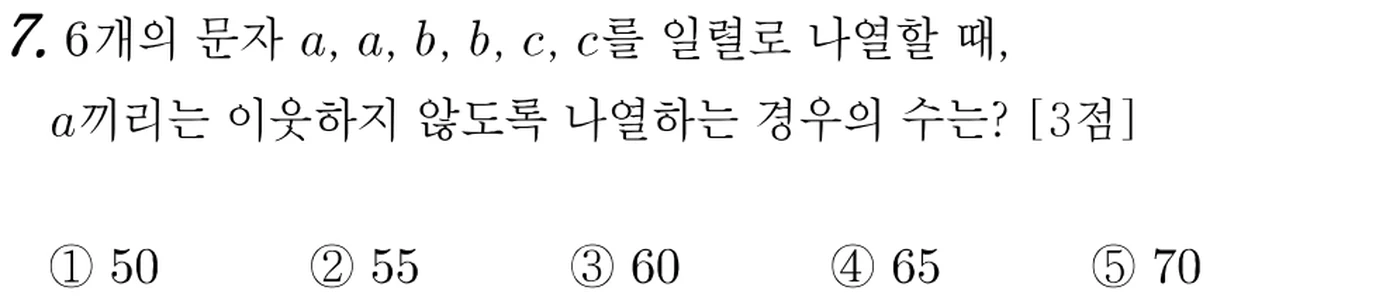 7. 6개의 문자 a, a, b, b, c, c를 일렬로 나열할 때,
a끼리는 이웃하지 않도록 나열하는 경우의 수는? [3점]
① 50 ② 55 ③ 60 ④ 65 ⑤ 70